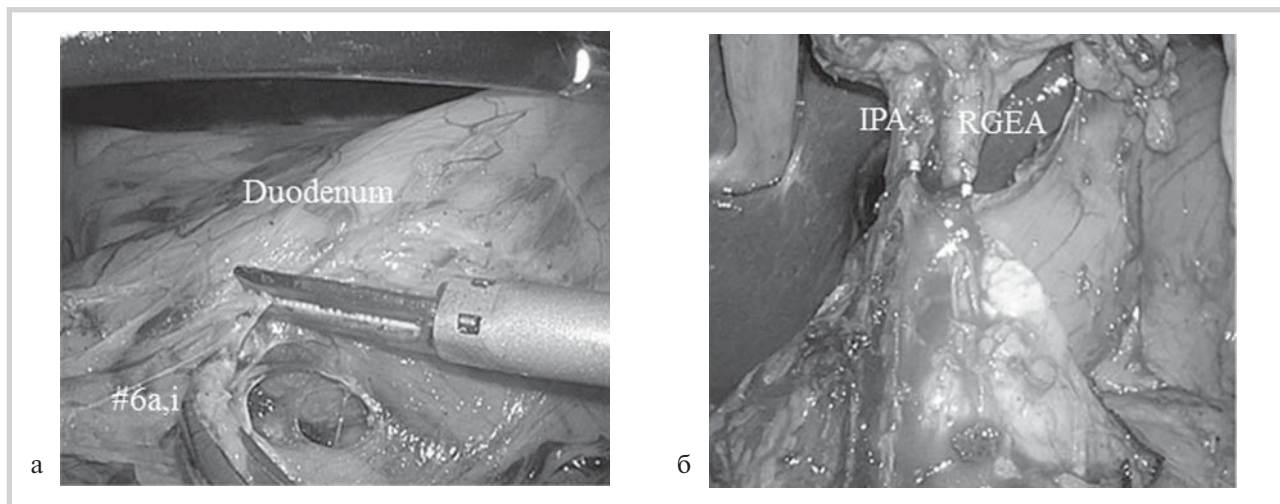 Duodenum
#6a,i
а
IPA
RGEA
б